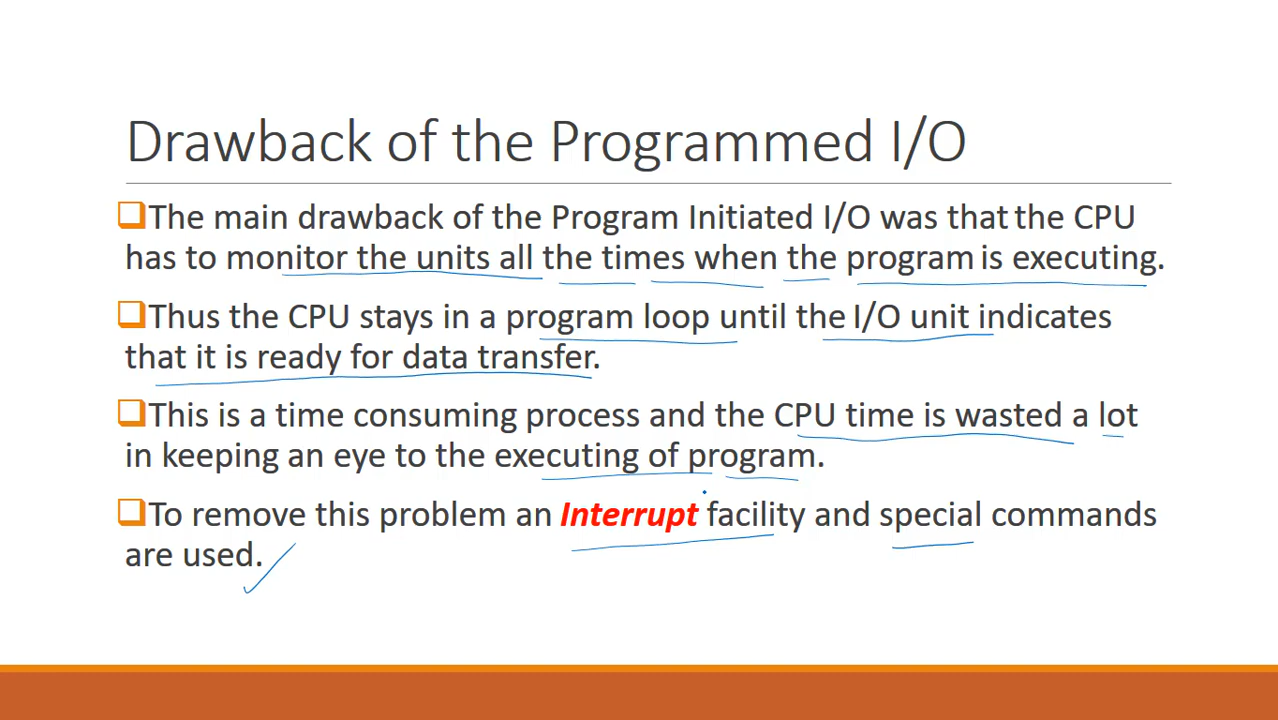 Drawback of the Programmed I/O
The main drawback of the Program Initiated I/O was that the CPU
has to monitor the units all the times when the program is executing.
Thus the CPU stays in a program loop until the I/O unit indicates
that it is ready for data transfer.
This is a time consuming process and the CPU time is wasted a lot
in keeping an eye to the executing of program.
To remove this problem an Interrupt facility and special commands
are used.